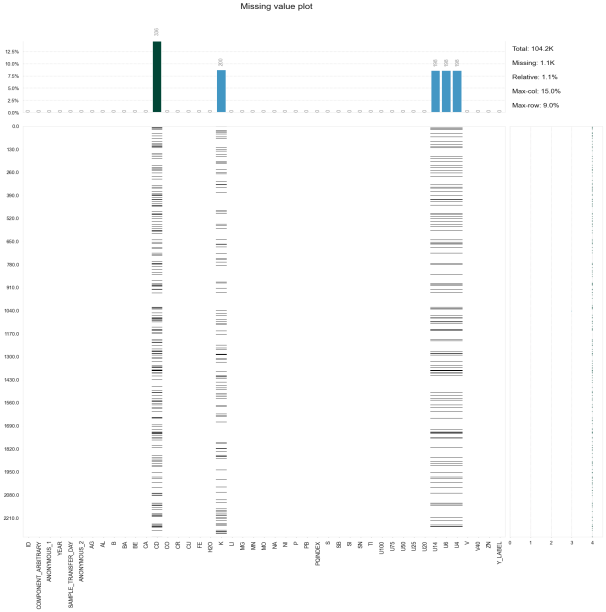 Missing value plot
12.5%
10.0%
7.5%
5.0%
2.5%
0.0%
Total: 104.2K
Missing: 1.1K
Relative: 1.1%
Max-col: 15.0%
Max-row: 9.0%
0.0
130.0
260.0
390.0
520.0
650.0
780.0
910.0
1040.0
1170.0
1300.0
1430.0
1560.0
1690.0
1820.0
1950.0
2080.0
2210.0
ID
COMPONENT_ARBITRARY
ANONYMOUS_1
YEAR
SAMPLE_TRANSFER_DAY
ANONYMOUS_2
AG
AL
B
BA
BE
CA
CD
CO
CR
CU
FE
H2O
K
LI
MG
MN
MO
NA
NI
P
PB
PQINDEX
S
SB
SI
SN
TI
U100
U75
U50
U25
U20
U14
U6
U4
V
V40
ZN
Y_LABEL
0
1
2
3
4